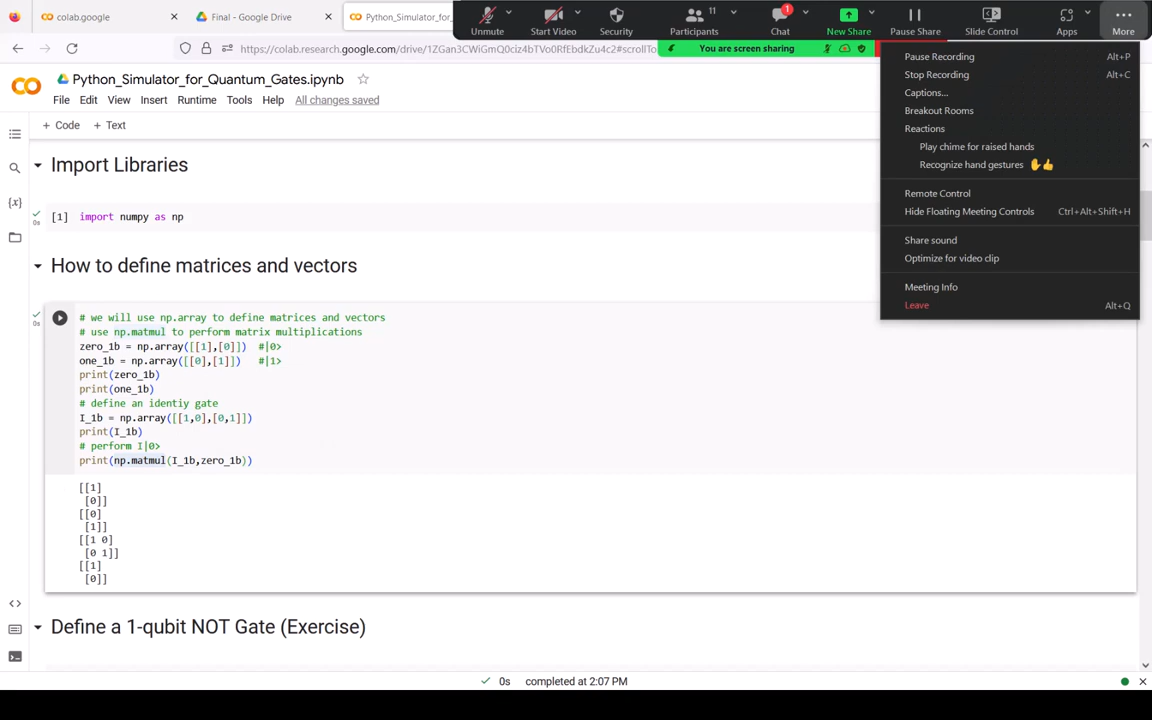 colab.google
Final - Google Drive
Python_Simulator_for_
Unmute
Start Video
Security
Participants
11
Chat
1
New Share
Pause Share
Slide Control
Apps
More
You are screen sharing
https://colab.research.google.com/drive/1ZGan3CWiGmQ0ciz4bTVo0RfEbdkZu4c2#scrollTo
Python_Simulator_for_Quantum_Gates.ipynb
File Edit View Insert Runtime Tools Help All changes saved
+ Code + Text
Pause Recording Alt+P
Stop Recording Alt+C
Captions...
Breakout Rooms
Reactions
Play chime for raised hands
Recognize hand gestures
Remote Control
Hide Floating Meeting Controls Ctrl+Alt+Shift+H
Share sound
Optimize for video clip
Meeting Info
Leave Alt+Q
Import Libraries
0s
[1] import numpy as np
How to define matrices and vectors
0s
# we will use np.array to define matrices and vectors
# use np.matmul to perform matrix multiplications
zero_1b = np.array([[1],[0]]) #|0>
one_1b = np.array([[0],[1]]) #|1>
print(zero_1b)
print(one_1b)
# define an identiy gate
I_1b = np.array([[1,0],[0,1]])
print(I_1b)
# perform I|0>
print(np.matmul(I_1b,zero_1b))
[[1]
[0]]
[[0]
[1]]
[[1 0]
[0 1]]
[[1]
[0]]
Define a 1-qubit NOT Gate (Exercise)
0s completed at 2:07 PM